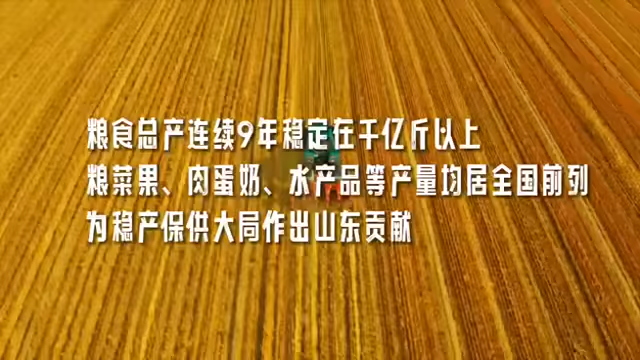 粮食总产连续9年稳定在千亿斤以上
粮菜果、肉蛋奶、水产品等产量均居全国前列
为稳产保供大局作出山东贡献